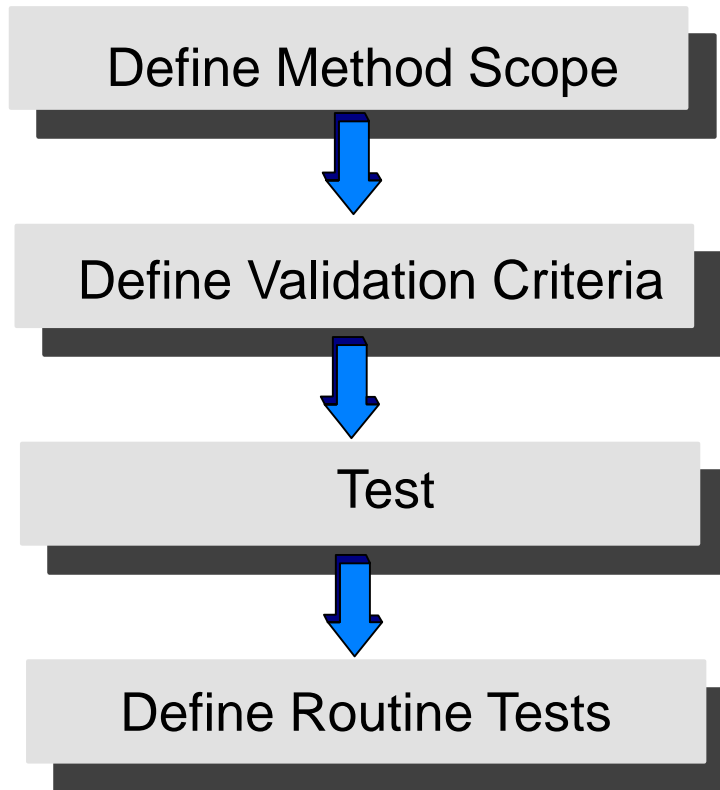 Define Method Scope
Define Validation Criteria
Test
Define Routine Tests